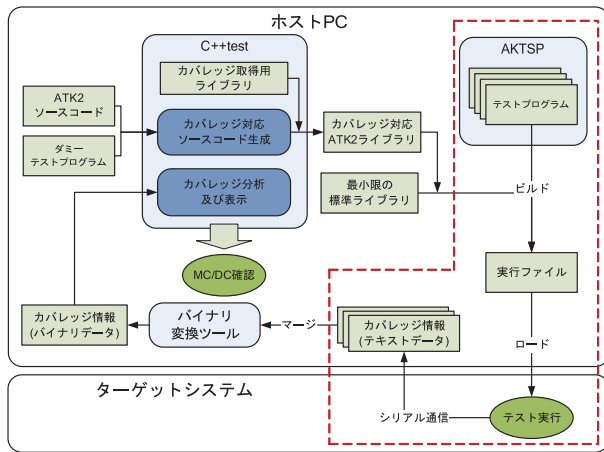 ホストPC
C++test
カバレッジ取得用
ライブラリ
ATK2
ソースコード
ダミー
テストプログラム
カバレッジ対応
ソースコード生成
カバレッジ分析
及び表示
カバレッジ対応
ATK2ライブラリ
最小限の
標準ライブラリ
AKTSP
テストプログラム
ビルド
実行ファイル
MC/DC確認
カバレッジ情報
(バイナリデータ)
バイナリ
変換ツール
マージ
カバレッジ情報
(テキストデータ)
ロード
ターゲットシステム
シリアル通信
テスト実行